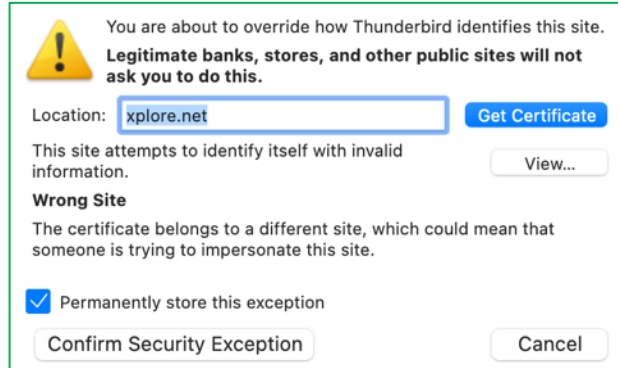 You are about to override how Thunderbird identifies this site.
Legitimate banks, stores, and other public sites will not
ask you to do this.
Location: xplore.net Get Certificate
This site attempts to identify itself with invalid
information.
View...
Wrong Site
The certificate belongs to a different site, which could mean that
someone is trying to impersonate this site.
Permanently store this exception
Confirm Security Exception Cancel